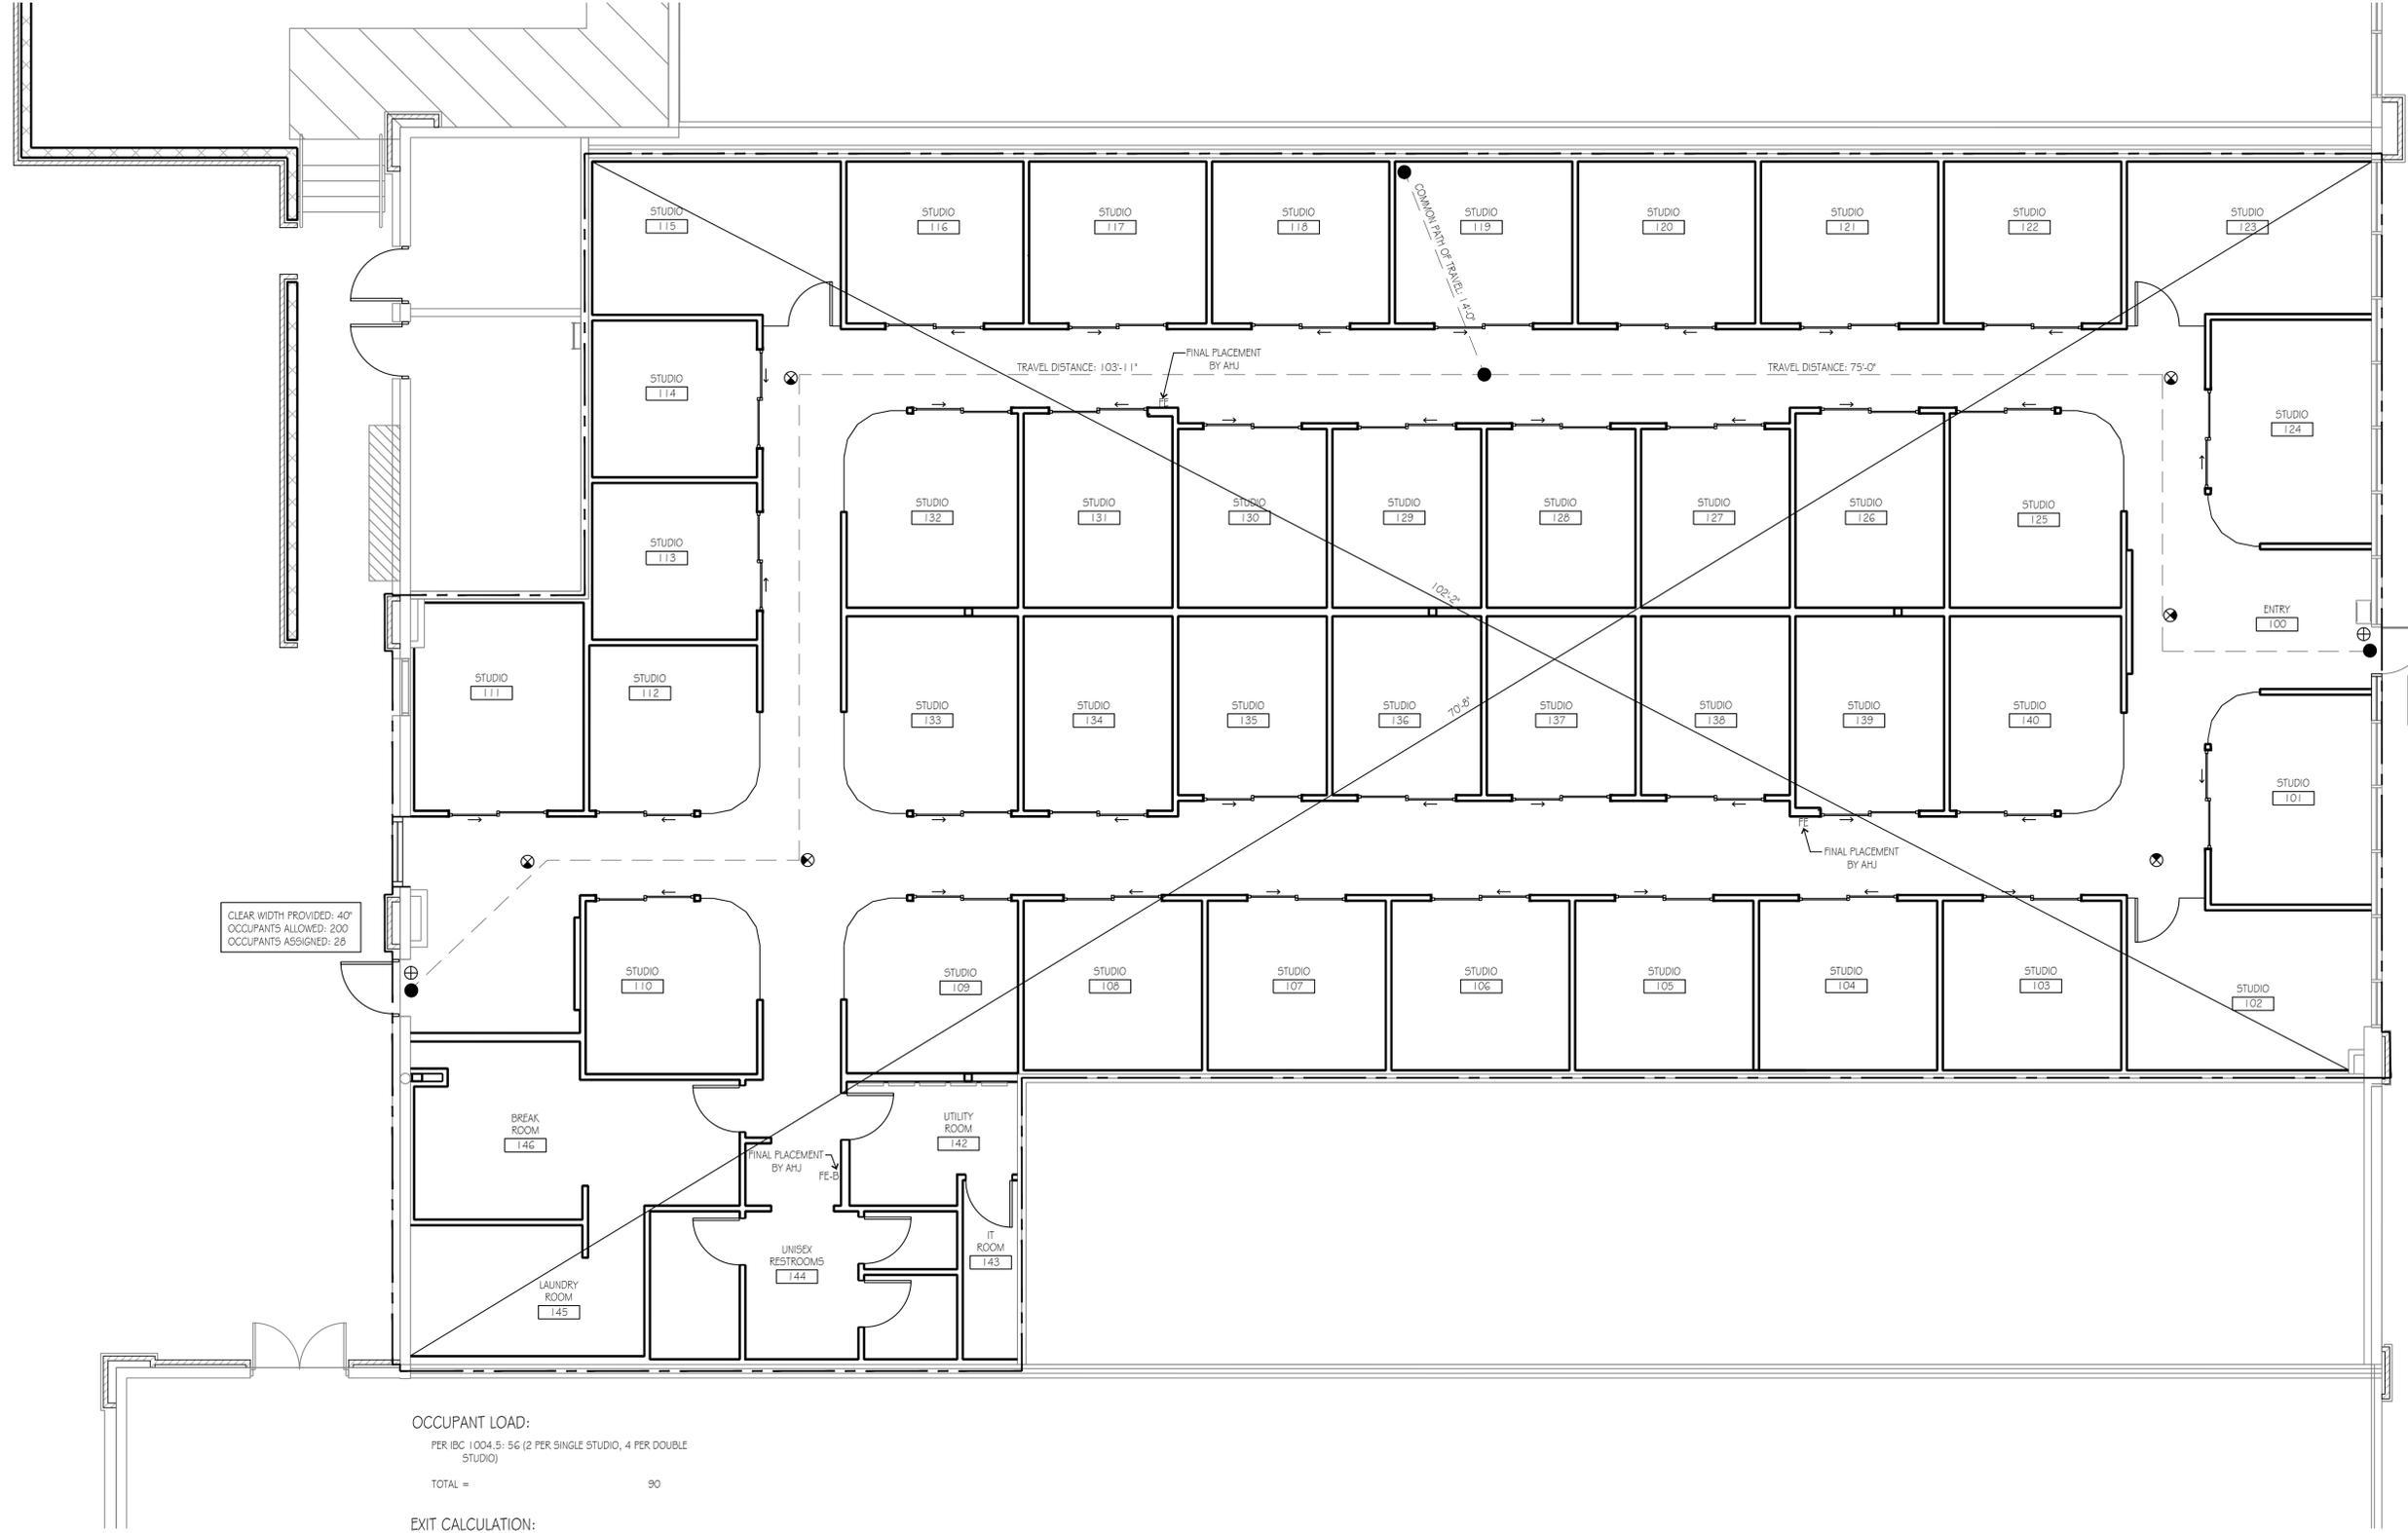 STUDIO
115
STUDIO
116
STUDIO
117
STUDIO
118
STUDIO
119
STUDIO
120
STUDIO
121
STUDIO
122
STUDIO
123
COMMON PATH OF TRAVEL: 14'-0"
FINAL PLACEMENT
BY AHJ
TRAVEL DISTANCE: 103'-11"
TRAVEL DISTANCE: 75'-0"
STUDIO
114
FE
STUDIO
124
STUDIO
132
STUDIO
131
STUDIO
130
STUDIO
129
STUDIO
128
STUDIO
127
STUDIO
126
STUDIO
125
STUDIO
113
102'-2"
ENTRY
100
STUDIO
111
STUDIO
112
STUDIO
133
STUDIO
134
STUDIO
135
STUDIO
136
70'-8"
STUDIO
137
STUDIO
138
STUDIO
139
STUDIO
140
STUDIO
101
FE
FINAL PLACEMENT
BY AHJ
CLEAR WIDTH PROVIDED: 40"
OCCUPANTS ALLOWED: 200
OCCUPANTS ASSIGNED: 28
STUDIO
110
STUDIO
109
STUDIO
108
STUDIO
107
STUDIO
106
STUDIO
105
STUDIO
104
STUDIO
103
STUDIO
102
BREAK
ROOM
146
UTILITY
ROOM
142
FINAL PLACEMENT
BY AHJ
FE-B
UNISEX
RESTROOMS
144
IT
ROOM
143
LAUNDRY
ROOM
145
OCCUPANT LOAD:
PER IBC 1004.5: 56 (2 PER SINGLE STUDIO, 4 PER DOUBLE
STUDIO)
TOTAL = 90
EXIT CALCULATION: